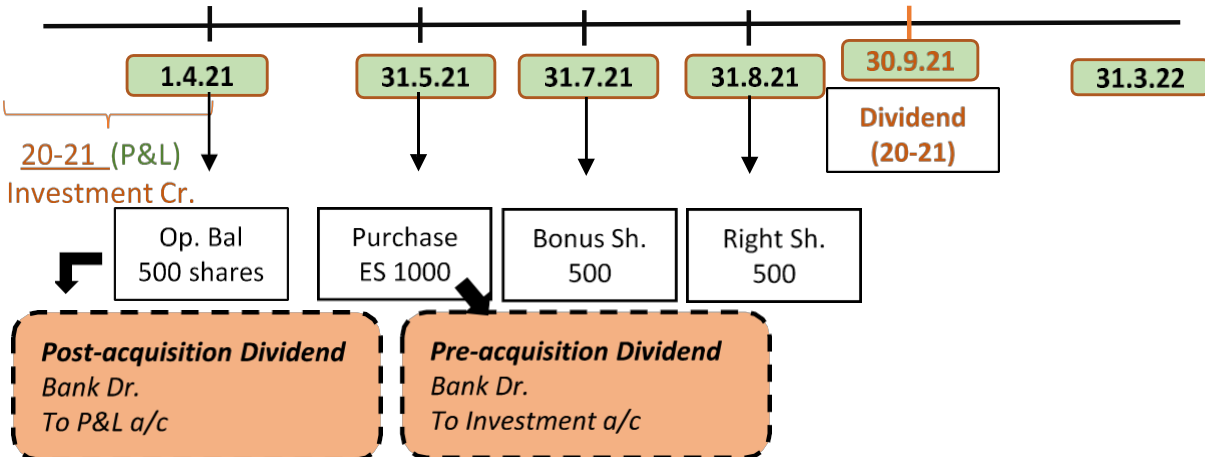 1.4.21
31.5.21
31.7.21
31.8.21
30.9.21
31.3.22
Dividend
(20-21)
20-21 (P&L)
Investment Cr.
Op. Bal
500 shares
Purchase
ES 1000
Bonus Sh.
500
Right Sh.
500
Post-acquisition Dividend
Bank Dr.
To P&L a/c
Pre-acquisition Dividend
Bank Dr.
To Investment a/c